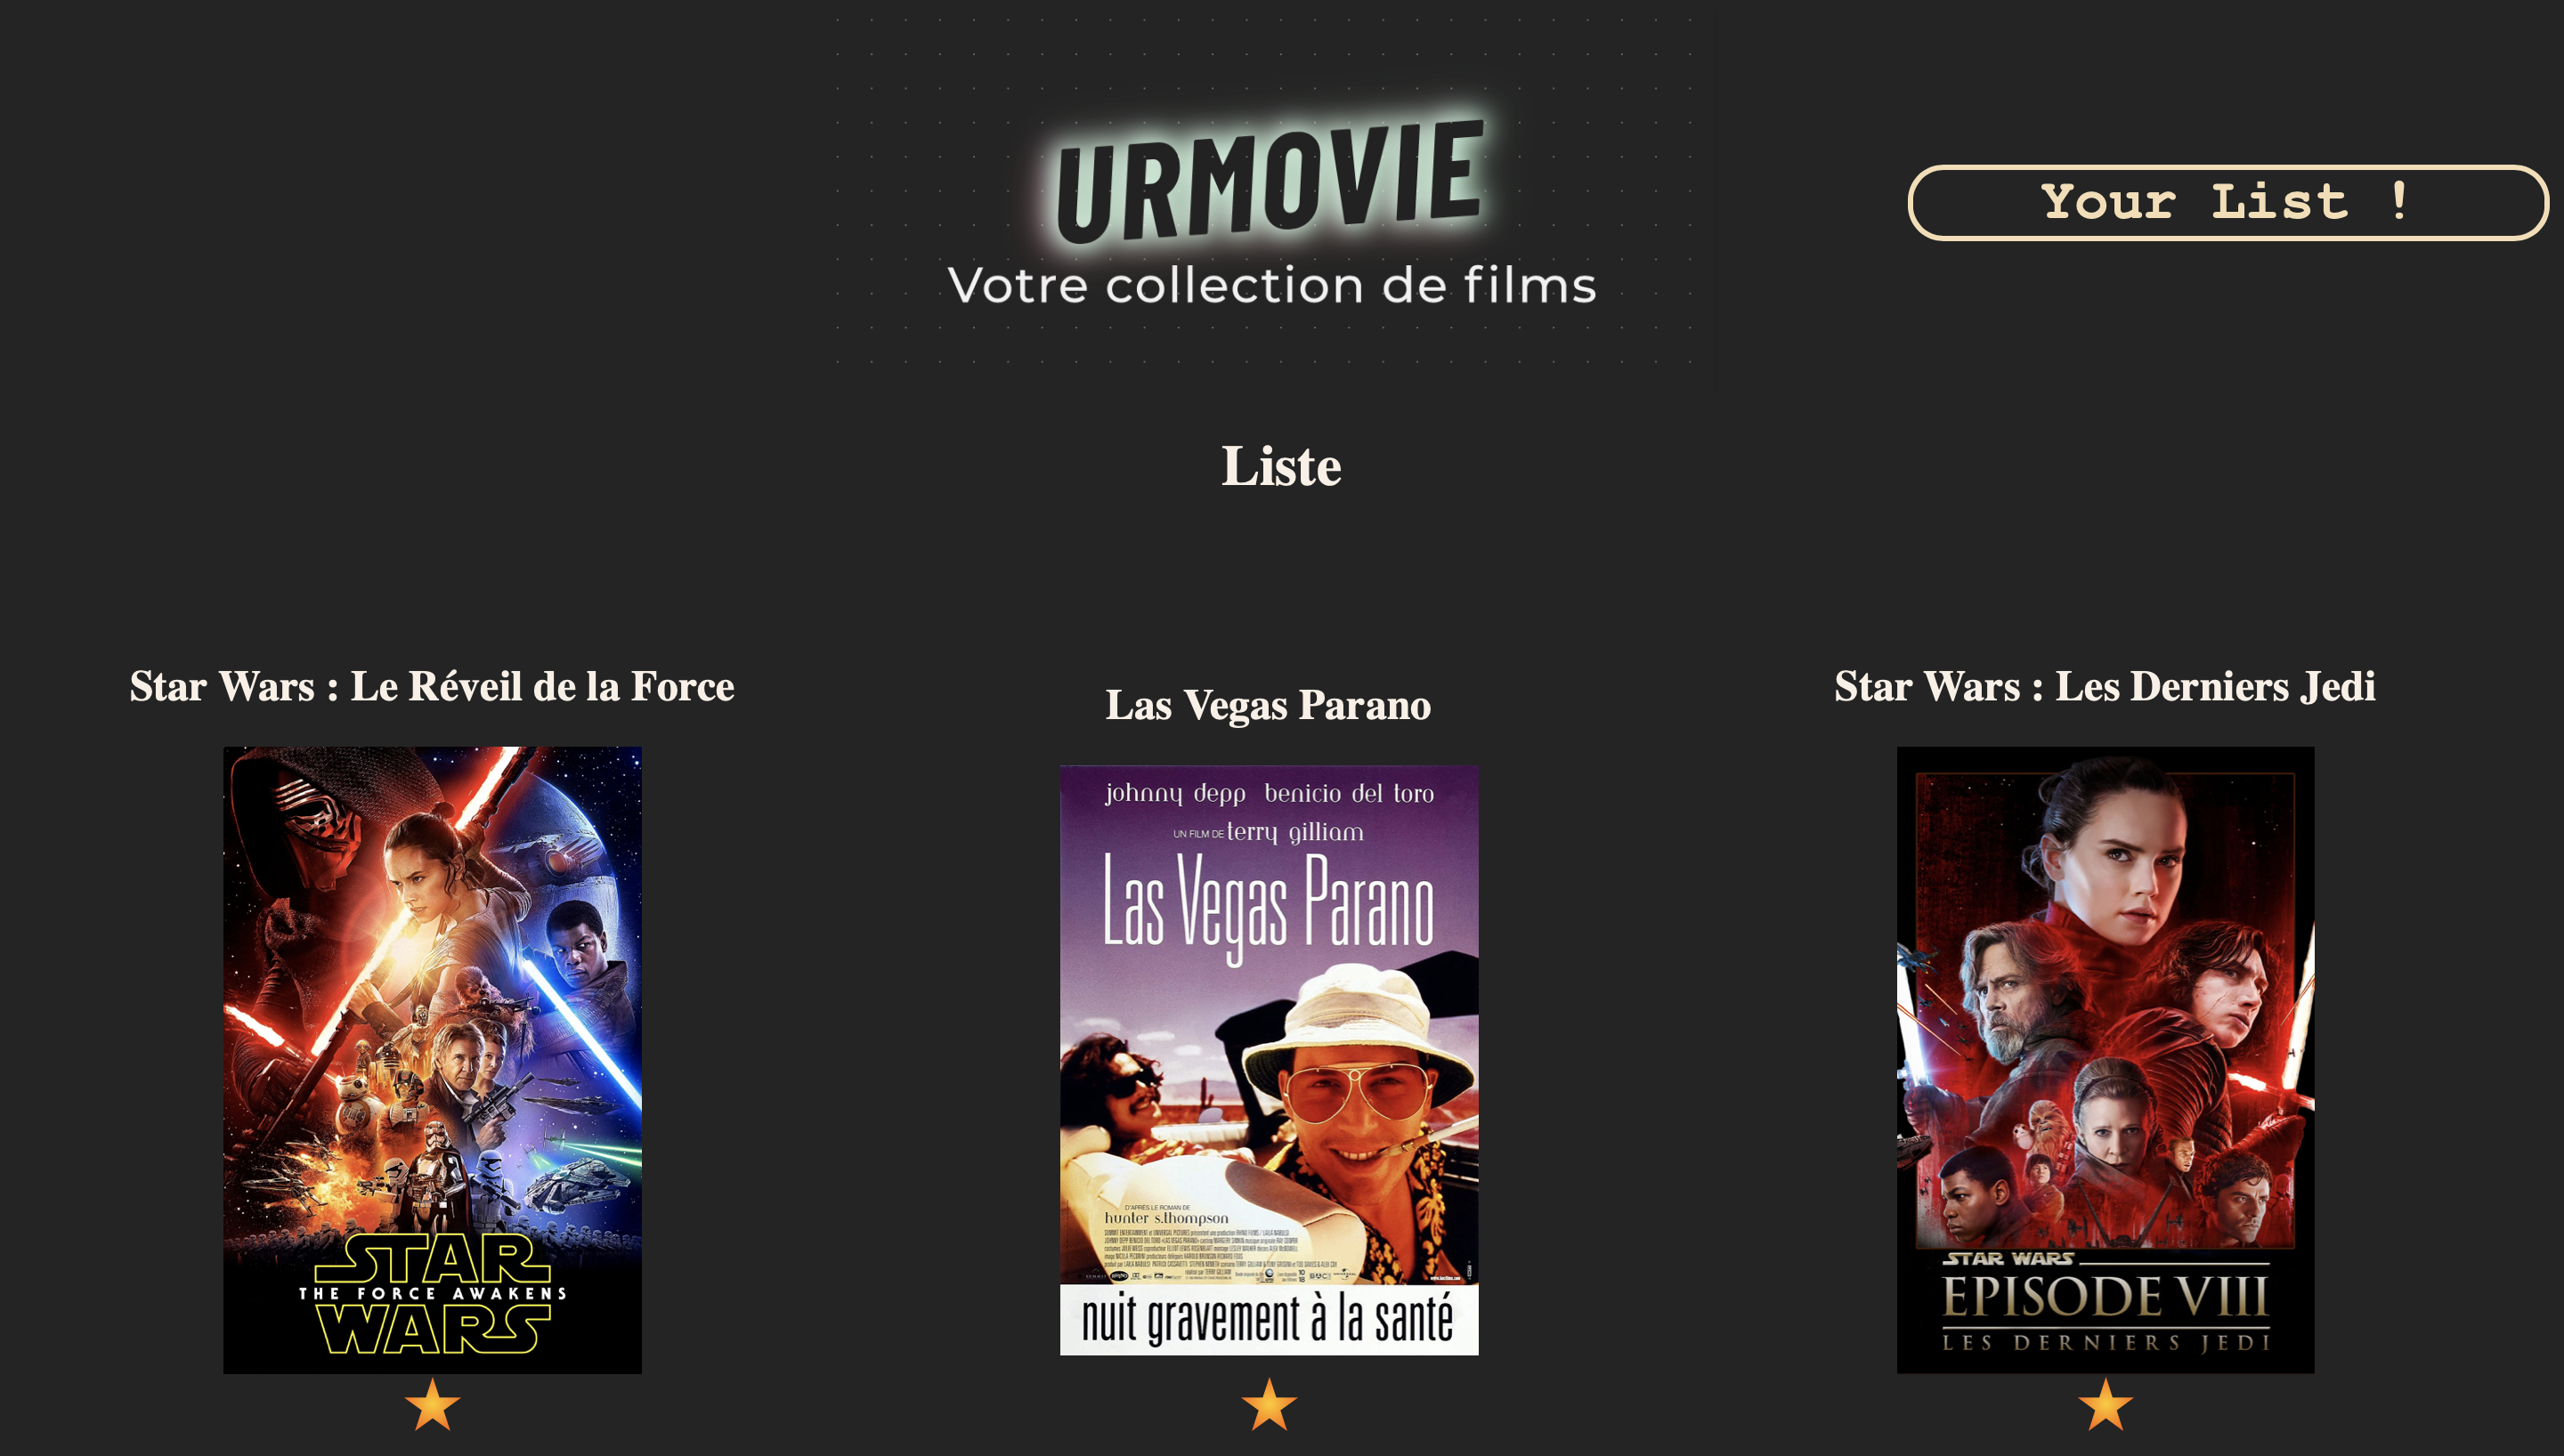 URMOVIE
Votre collection de films
Your List !
Liste
Star Wars : Le Réveil de la Force
Las Vegas Parano
Star Wars : Les Derniers Jedi
STAR
THE FORCE AWAKENS
WARS
johnny depp benicio del toro
UN FILM DE terry gilliam
Las Vegas Parano
D'APRÈS LE ROMAN DE
hunter s.thompson
nuit gravement à la santé
STAR WARS
EPISODE VIII
LES DERNIERS JEDI